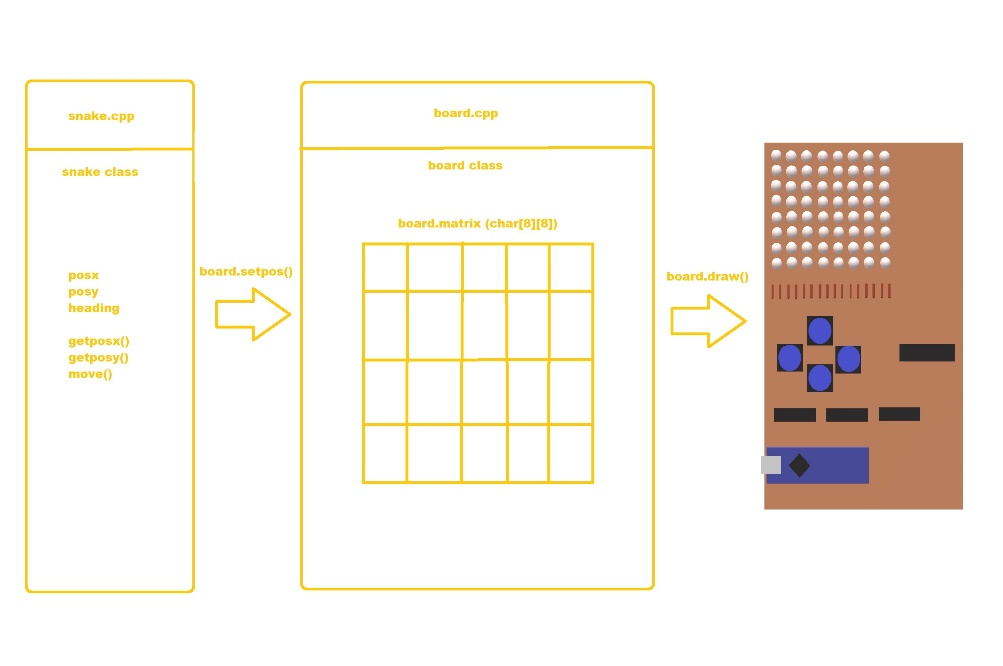 snake.cpp
snake class
posx
posy
heading
getposx()
getposy()
move()
board.setpos()
board.cpp
board class
board.matrix (char[8][8])
board.draw()